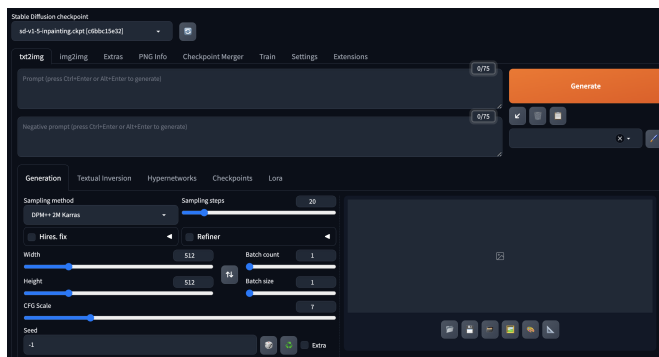 Stable Diffusion checkpoint
sd-v1-5-inpainting.ckpt [c6bbc15e32]
txt2img img2img Extras PNG Info Checkpoint Merger Train Settings Extensions
0/75
Prompt (press Ctrl+Enter or Alt+Enter to generate)
Generate
0/75
Negative prompt (press Ctrl+Enter or Alt+Enter to generate)
Generation Textual Inversion Hypernetworks Checkpoints Lora
Sampling method Sampling steps 20
DPM++ 2M Karras
Hires. fix Refiner
Width 512 Batch count 1
Height 512 Batch size 1
CFG Scale 7
Seed
-1 Extra